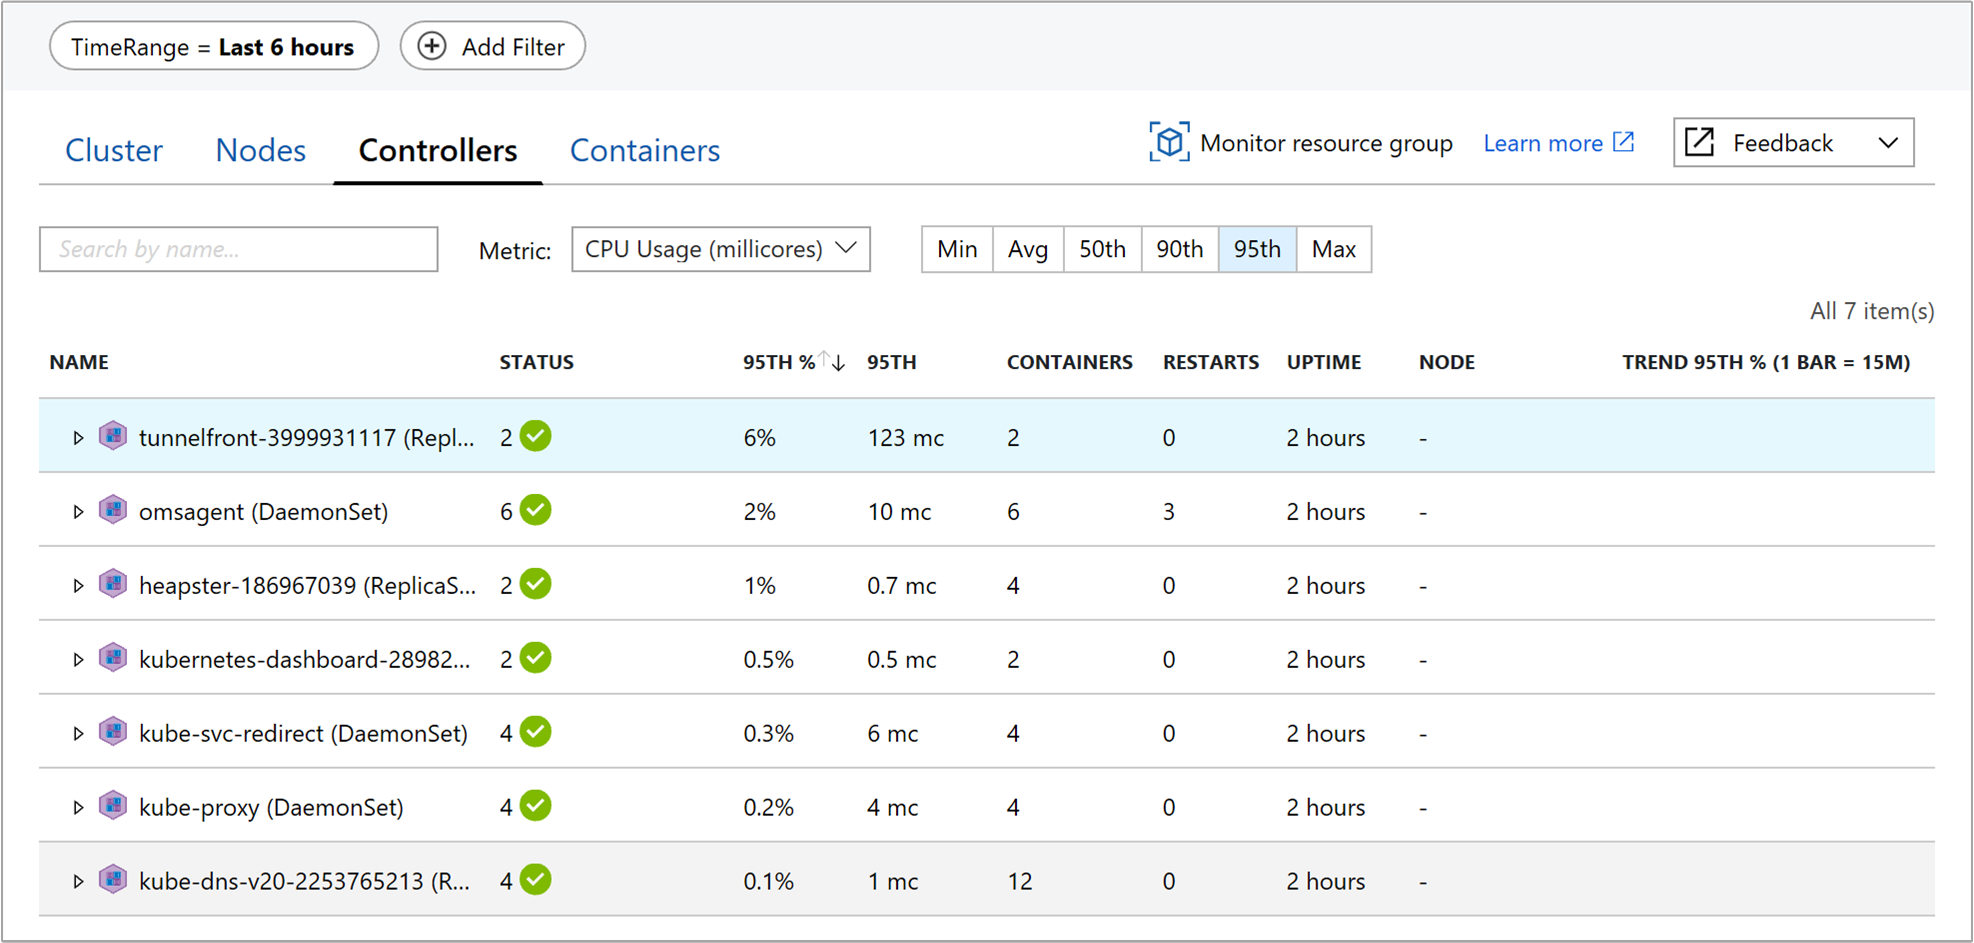 TimeRange = Last 6 hours Add Filter
Cluster Nodes Controllers Containers Monitor resource group Learn more Feedback
Search by name... Metric: CPU Usage (millicores) Min Avg 50th 90th 95th Max
All 7 item(s)
NAME STATUS 95TH % 95TH CONTAINERS RESTARTS UPTIME NODE TREND 95TH % (1 BAR = 15M)
tunnelfront-3999931117 (Repl... 2 6% 123 mc 2 0 2 hours -
omsagent (DaemonSet) 6 2% 10 mc 6 3 2 hours -
heapster-186967039 (ReplicaS... 2 1% 0.7 mc 4 0 2 hours -
kubernetes-dashboard-28982... 2 0.5% 0.5 mc 2 0 2 hours -
kube-svc-redirect (DaemonSet) 4 0.3% 6 mc 4 0 2 hours -
kube-proxy (DaemonSet) 4 0.2% 4 mc 4 0 2 hours -
kube-dns-v20-2253765213 (R... 4 0.1% 1 mc 12 0 2 hours -